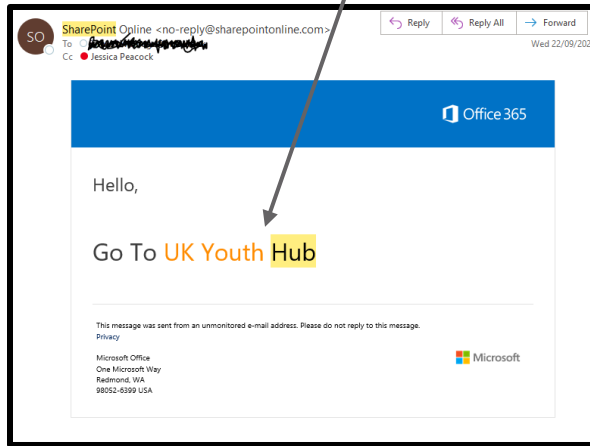 Reply
Reply All
Forward
SO
SharePoint Online <no-reply@sharepointonline.com>
To
Wed 22/09/202
Cc Jessica Peacock
Office 365
Hello,
Go To UK Youth Hub
This message was sent from an unmonitored e-mail address. Please do not reply to this message.
Privacy
Microsoft Office
One Microsoft Way
Redmond, WA
98052-6399 USA
Microsoft